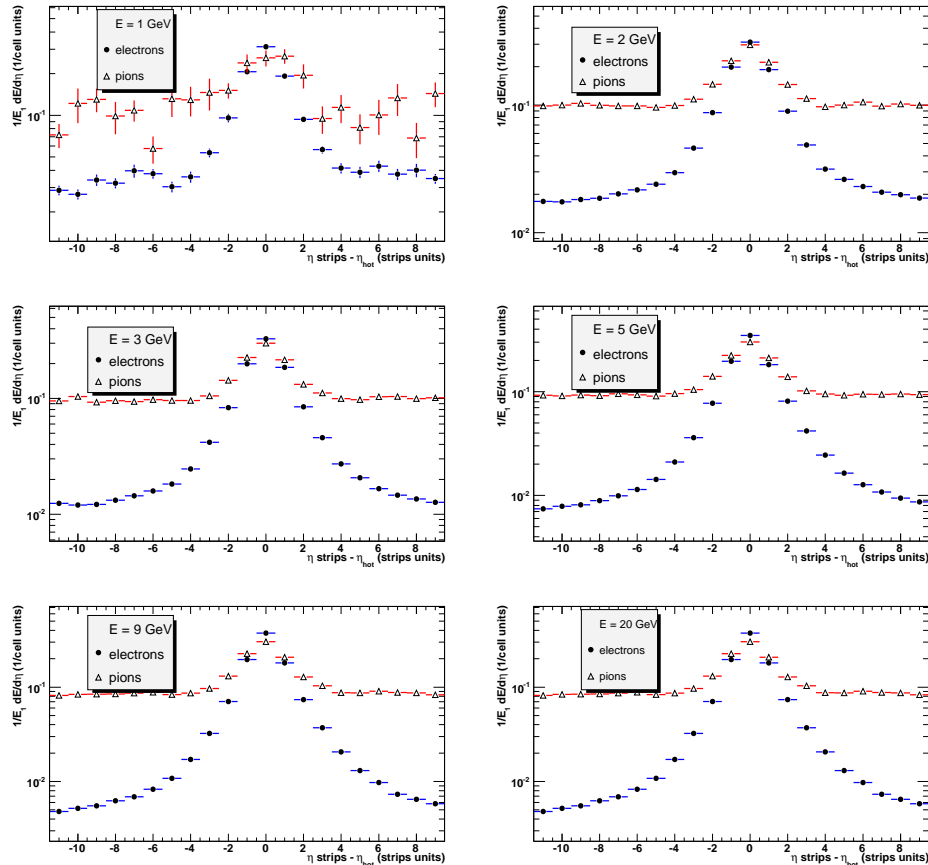 1/E₁ dE/dη (1/cell units)
E = 1 GeV
electrons
pions
10⁻¹
-10 -8 -6 -4 -2 0 2 4 6 8
η strips - η_hot (strips units)
1/E₁ dE/dη (1/cell units)
E = 2 GeV
electrons
pions
10⁻¹
10⁻²
-10 -8 -6 -4 -2 0 2 4 6 8
η strips - η_hot (strips units)
1/E₁ dE/dη (1/cell units)
E = 3 GeV
electrons
pions
10⁻¹
10⁻²
-10 -8 -6 -4 -2 0 2 4 6 8
η strips - η_hot (strips units)
1/E₁ dE/dη (1/cell units)
E = 5 GeV
electrons
pions
10⁻¹
10⁻²
-10 -8 -6 -4 -2 0 2 4 6 8
η strips - η_hot (strips units)
1/E₁ dE/dη (1/cell units)
E = 9 GeV
electrons
pions
10⁻¹
10⁻²
-10 -8 -6 -4 -2 0 2 4 6 8
η strips - η_hot (strips units)
1/E₁ dE/dη (1/cell units)
E = 20 GeV
electrons
pions
10⁻¹
10⁻²
-10 -8 -6 -4 -2 0 2 4 6 8
η strips - η_hot (strips units)